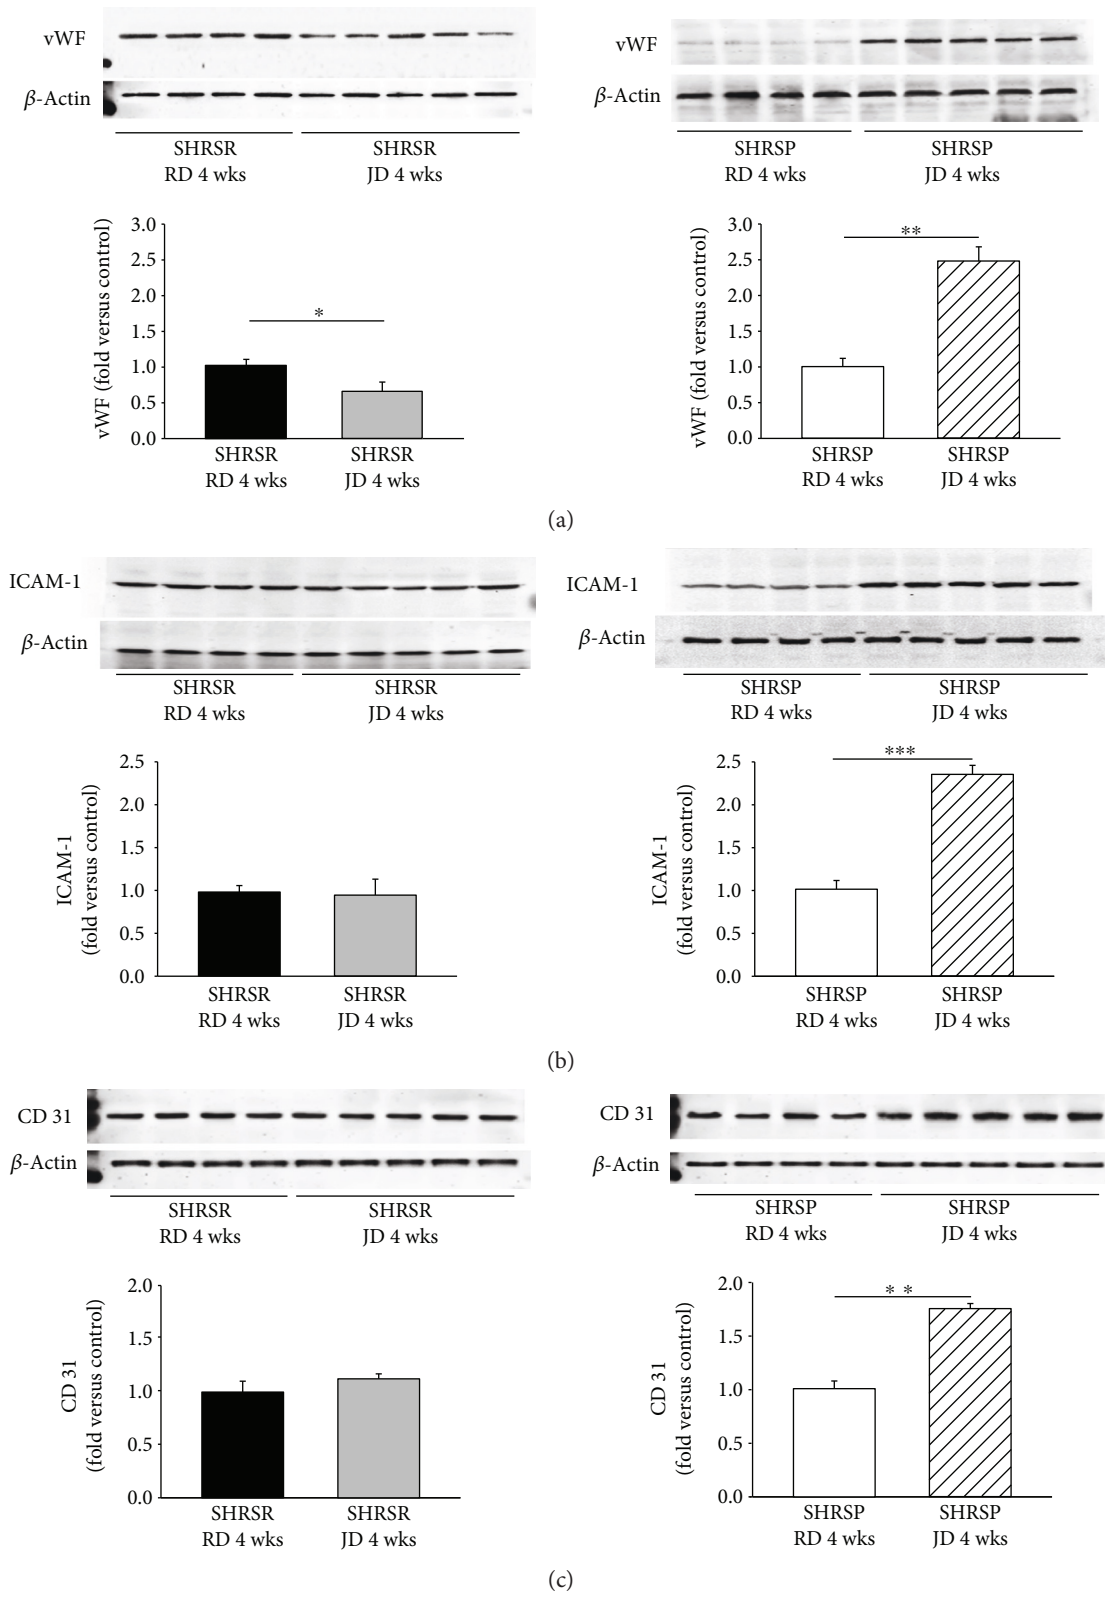 vWF
β-Actin
SHRSR
RD 4 wks
SHRSR
JD 4 wks
vWF (fold versus control)
3.0
2.5
2.0
1.5
1.0
0.5
0.0
*
SHRSR
RD 4 wks
SHRSR
JD 4 wks
vWF
β-Actin
SHRSP
RD 4 wks
SHRSP
JD 4 wks
vWF (fold versus control)
3.0
2.5
2.0
1.5
1.0
0.5
0.0
**
SHRSP
RD 4 wks
SHRSP
JD 4 wks
(a)
ICAM-1
β-Actin
SHRSR
RD 4 wks
SHRSR
JD 4 wks
ICAM-1
(fold versus control)
2.5
2.0
1.5
1.0
0.5
0.0
SHRSR
RD 4 wks
SHRSR
JD 4 wks
ICAM-1
β-Actin
SHRSP
RD 4 wks
SHRSP
JD 4 wks
ICAM-1
(fold versus control)
2.5
2.0
1.5
1.0
0.5
0.0
***
SHRSP
RD 4 wks
SHRSP
JD 4 wks
(b)
CD 31
β-Actin
SHRSR
RD 4 wks
SHRSR
JD 4 wks
CD 31
(fold versus control)
2.0
1.5
1.0
0.5
0.0
SHRSR
RD 4 wks
SHRSR
JD 4 wks
CD 31
β-Actin
SHRSP
RD 4 wks
SHRSP
JD 4 wks
CD 31
(fold versus control)
2.0
1.5
1.0
0.5
0.0
* *
SHRSP
RD 4 wks
SHRSP
JD 4 wks
(c)